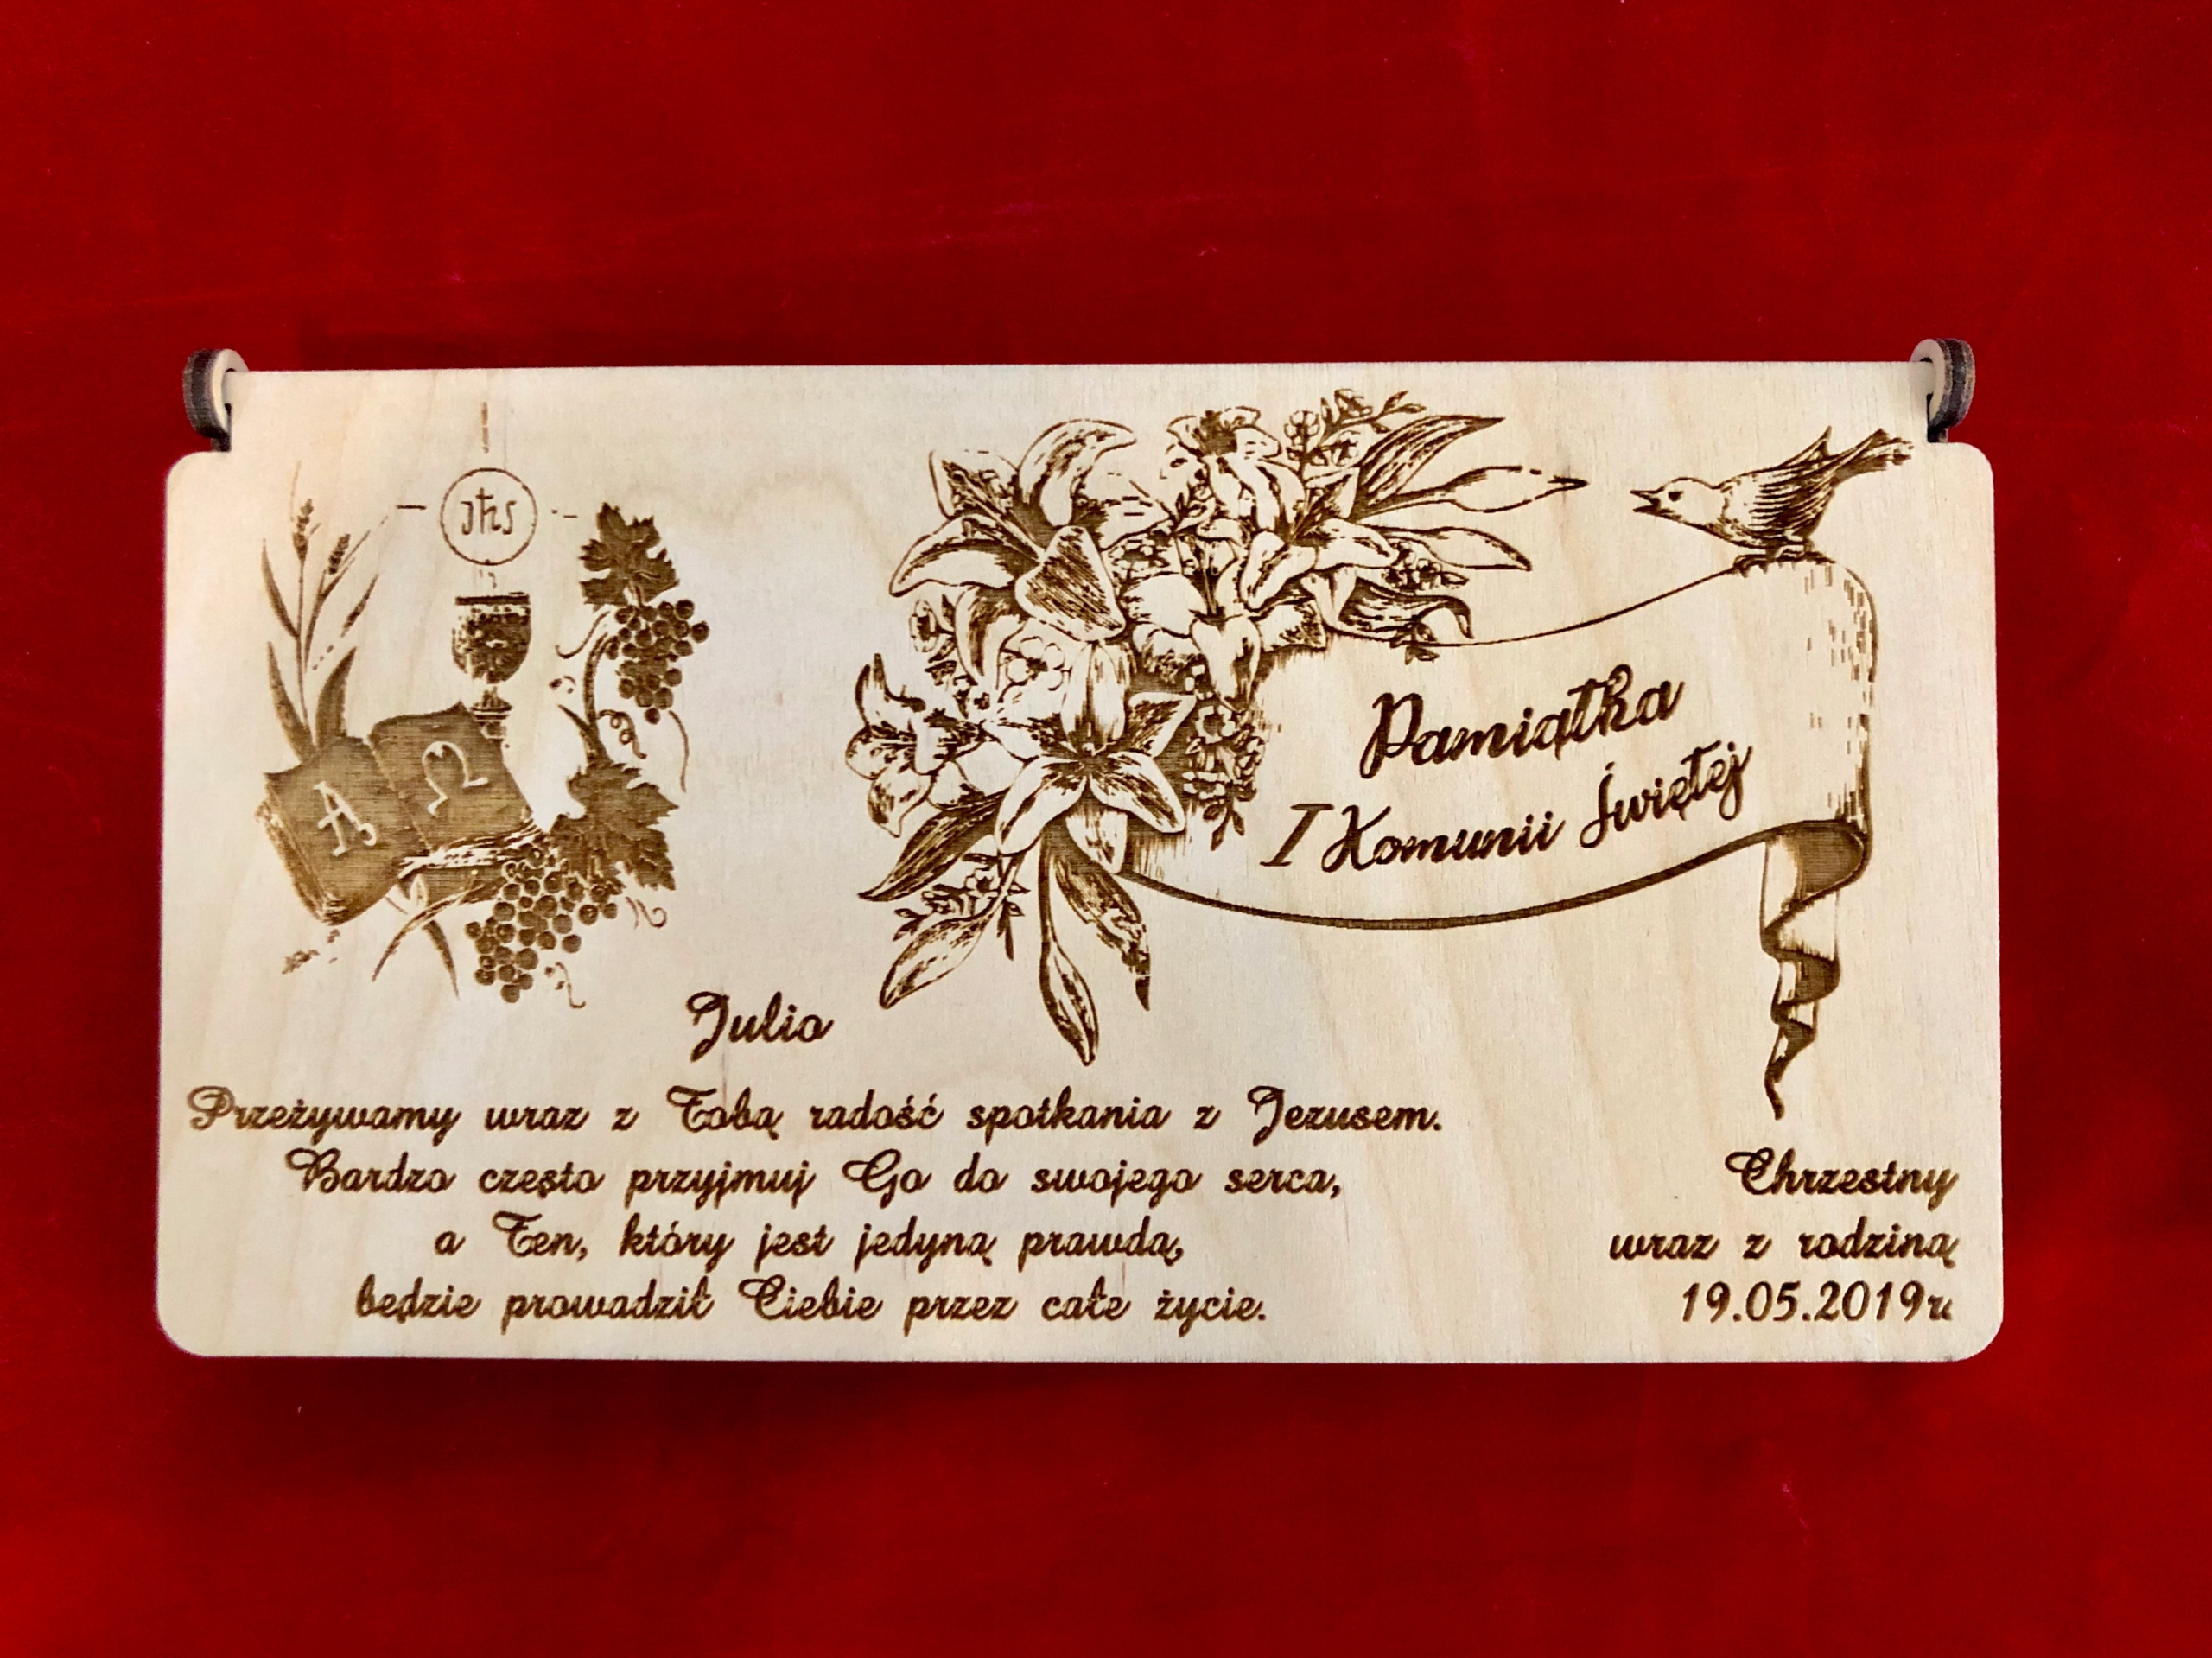 JHS
A Ω
Pamiątka
I Komunii Świętej
Julio
Przeżywamy wraz z Tobą radość spotkania z Jezusem.
Bardzo często przyjmuj Go do swojego serca,
a Ten, który jest jedyną prawdą,
będzie prowadził Ciebie przez całe życie.
Chrzestny
wraz z rodziną
19.05.2019r.